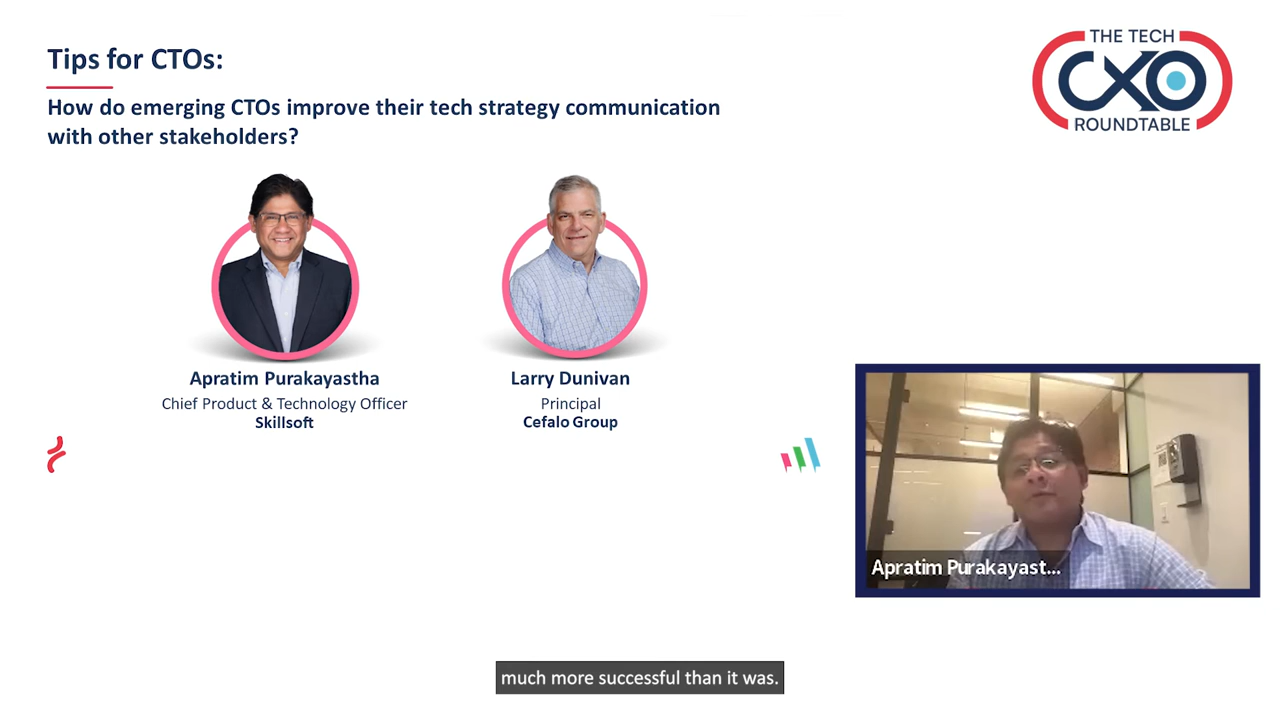 Tips for CTOs:
How do emerging CTOs improve their tech strategy communication
with other stakeholders?
THE TECH
CXO
ROUNDTABLE
Apratim Purakayastha
Chief Product & Technology Officer
Skillsoft
Larry Dunivan
Principal
Cefalo Group
Apratim Purakayast...
much more successful than it was.